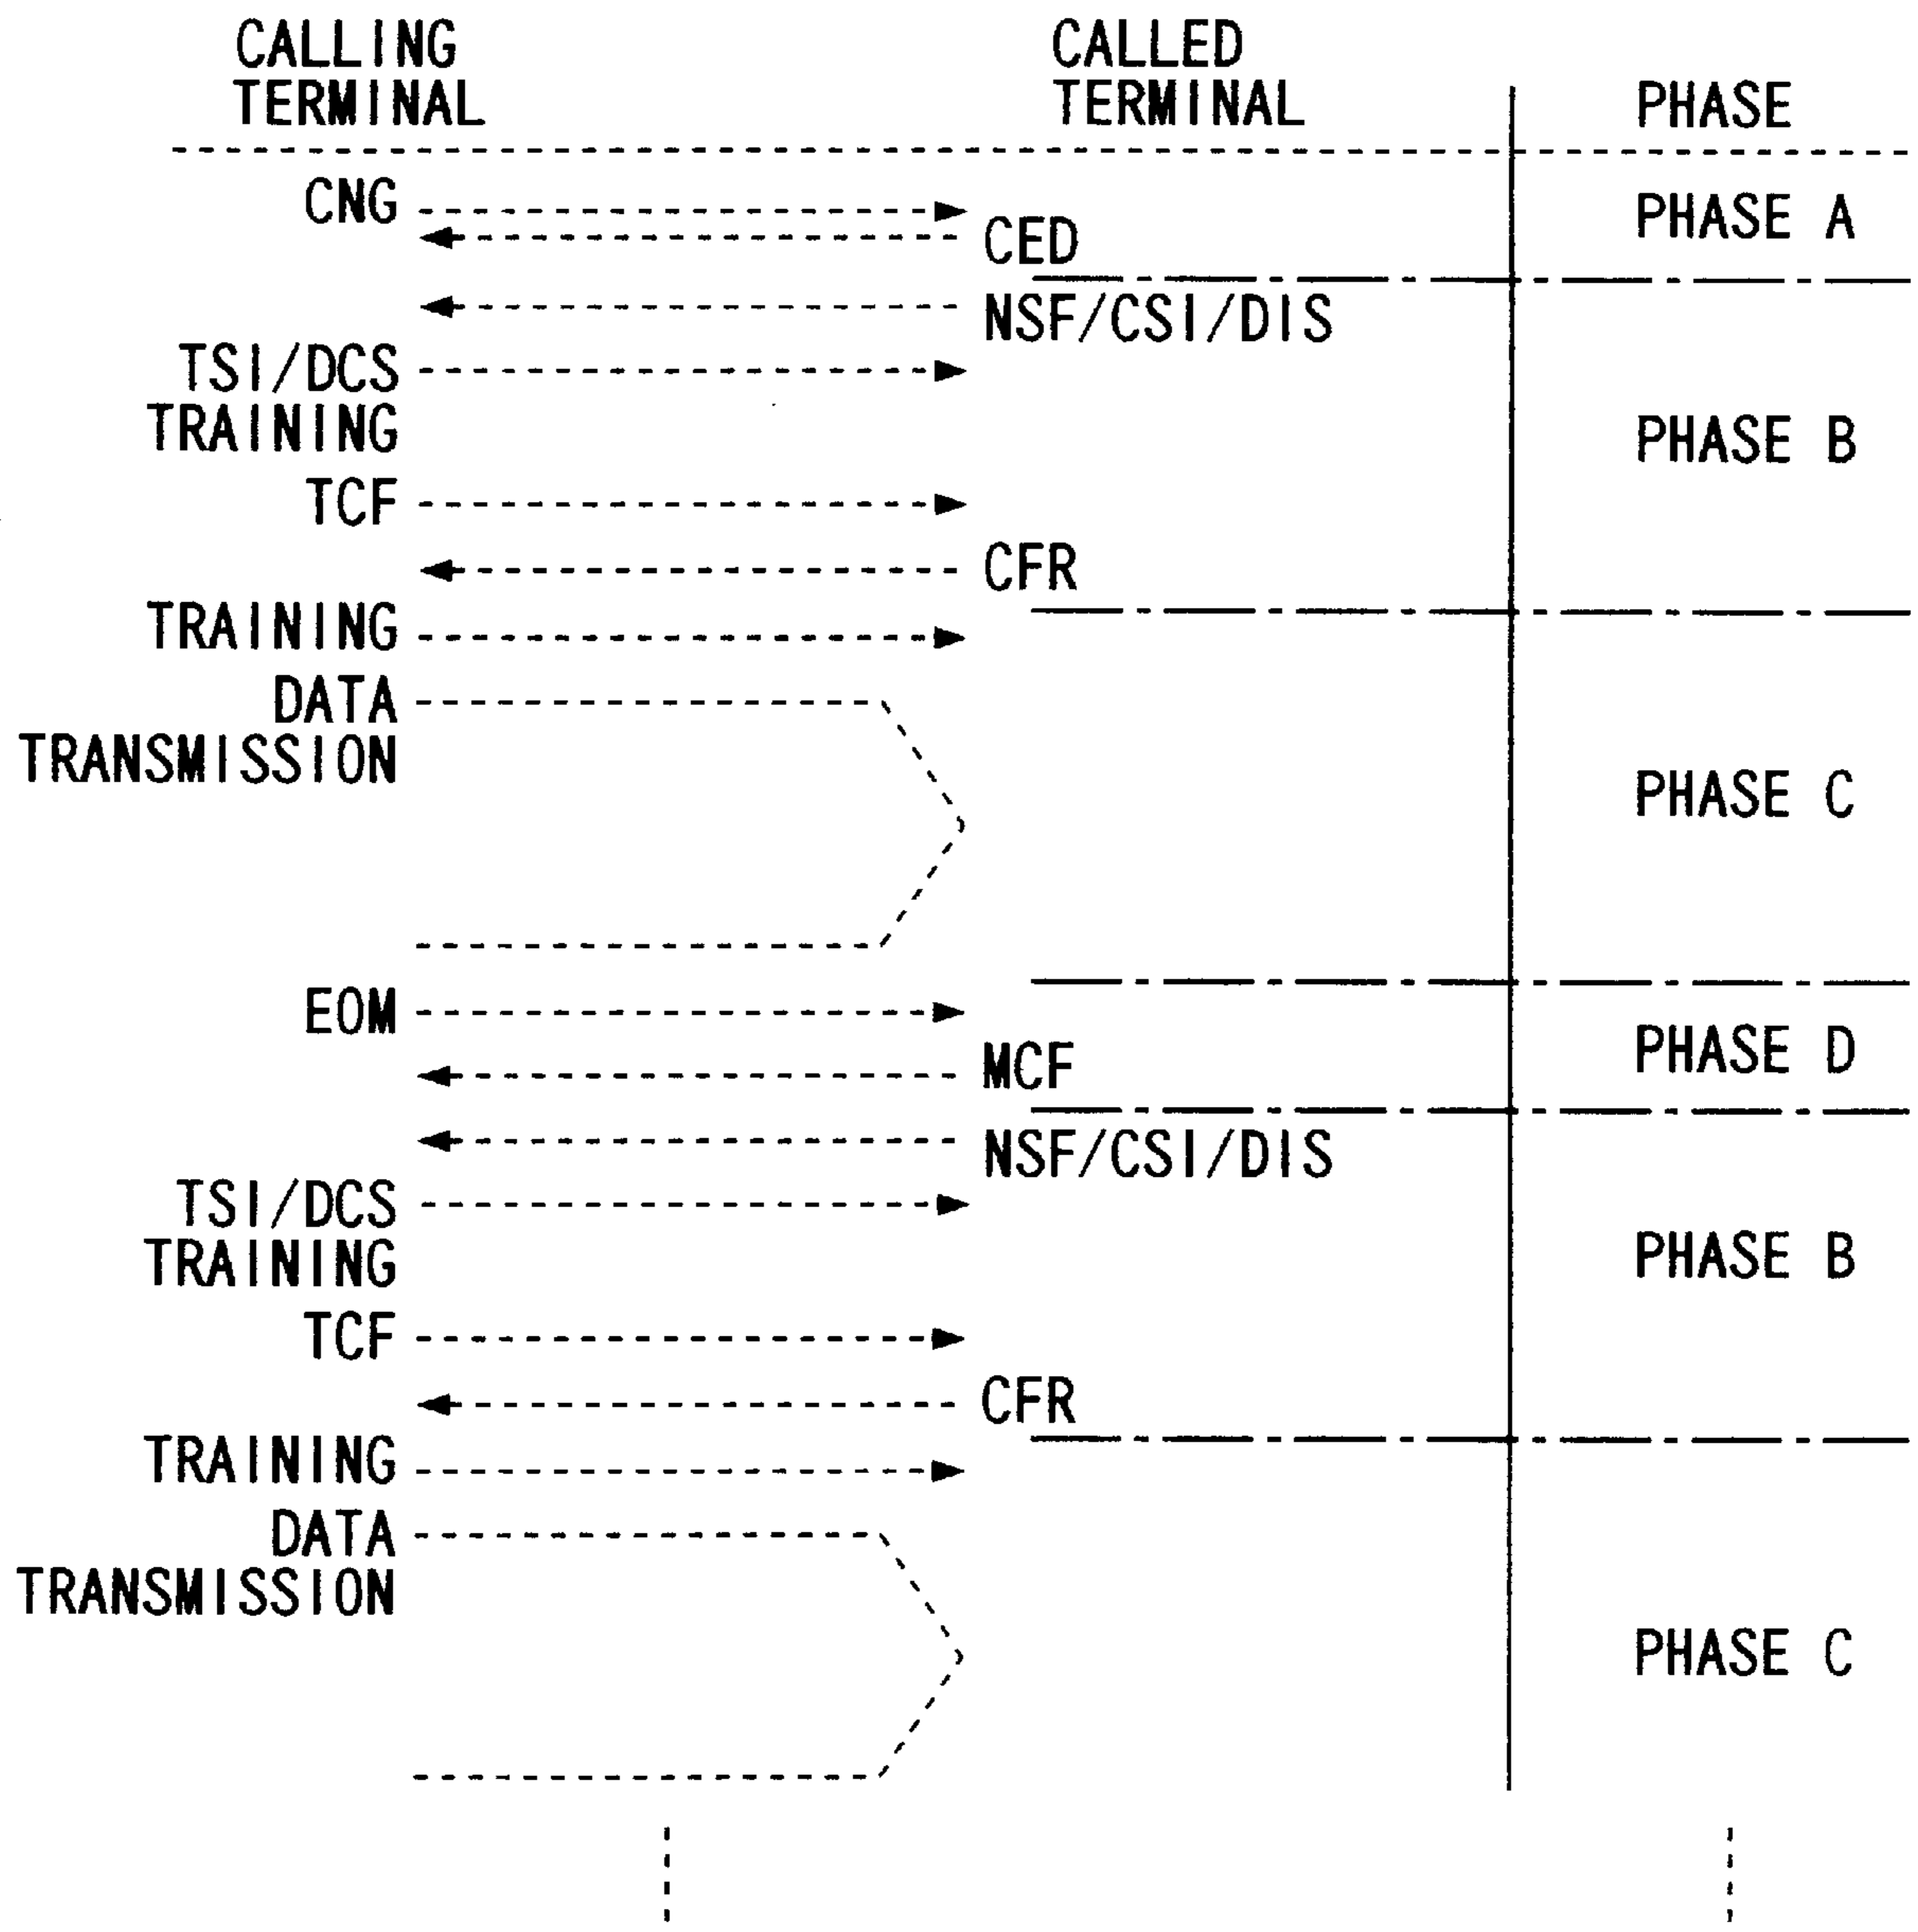 CALLING
TERMINAL
CALLED
TERMINAL
PHASE
CNG
CED
PHASE A
NSF/CSI/DIS
TSI/DCS
TRAINING
PHASE B
TCF
CFR
TRAINING
DATA
TRANSMISSION
PHASE C
EOM
MCF
PHASE D
NSF/CSI/DIS
TSI/DCS
TRAINING
PHASE B
TCF
CFR
TRAINING
DATA
TRANSMISSION
PHASE C